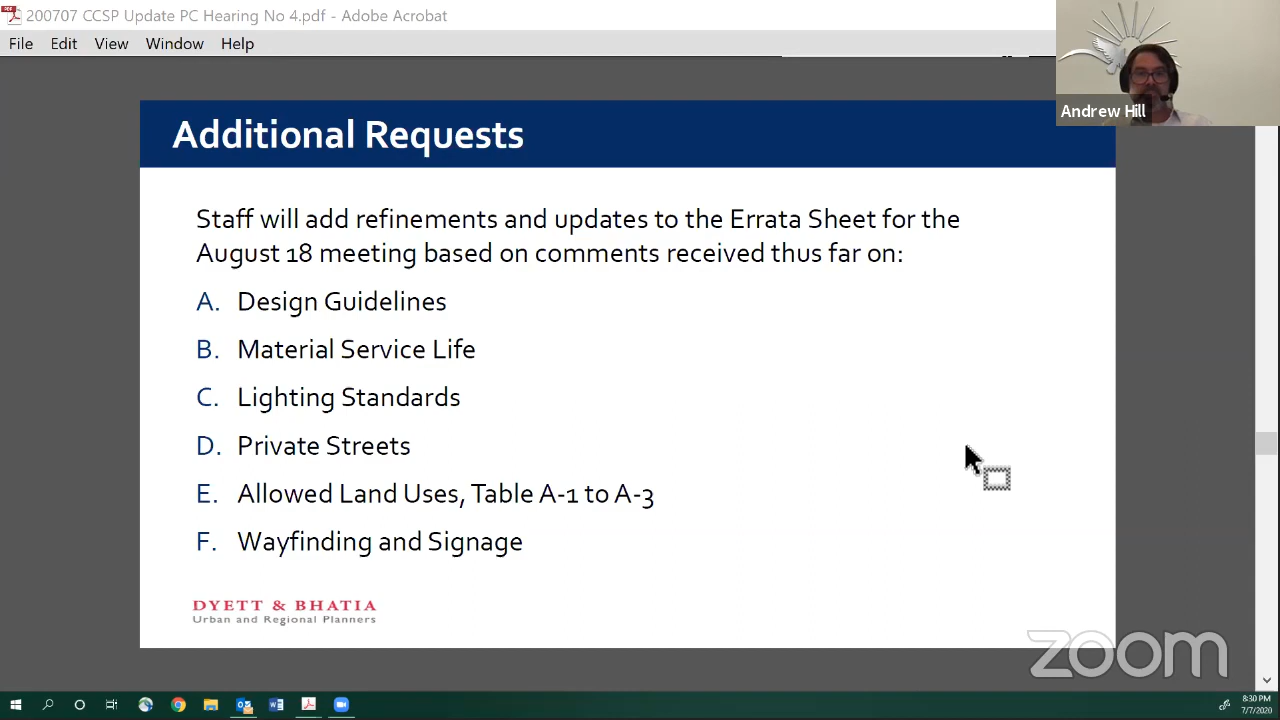 200707 CCSP Update PC Hearing No 4.pdf - Adobe Acrobat
File Edit View Window Help
Andrew Hill
Additional Requests
Staff will add refinements and updates to the Errata Sheet for the
August 18 meeting based on comments received thus far on:
A. Design Guidelines
B. Material Service Life
C. Lighting Standards
D. Private Streets
E. Allowed Land Uses, Table A-1 to A-3
F. Wayfinding and Signage
DYETT & BHATIA
Urban and Regional Planners
zoom
8:30 PM
7/7/2020